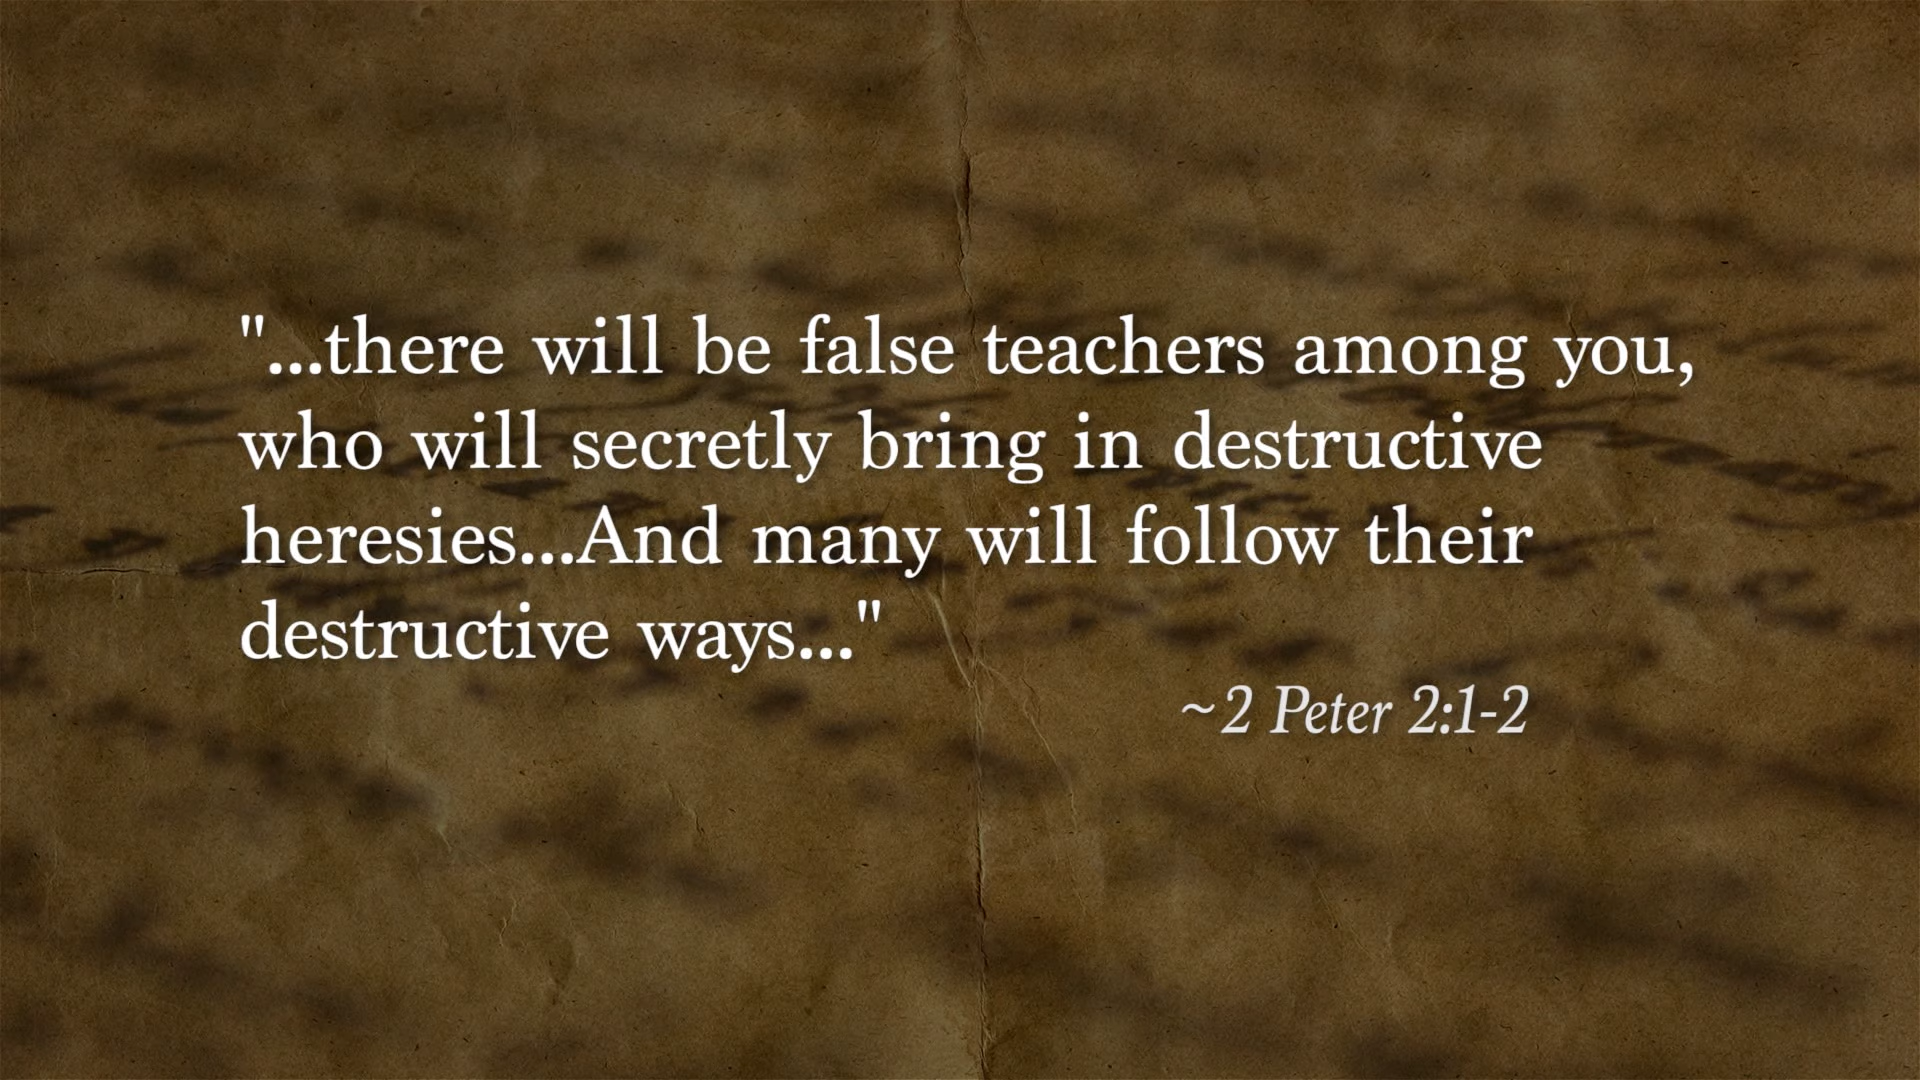 "...there will be false teachers among you,
who will secretly bring in destructive
heresies...And many will follow their
destructive ways..."
~2 Peter 2:1-2